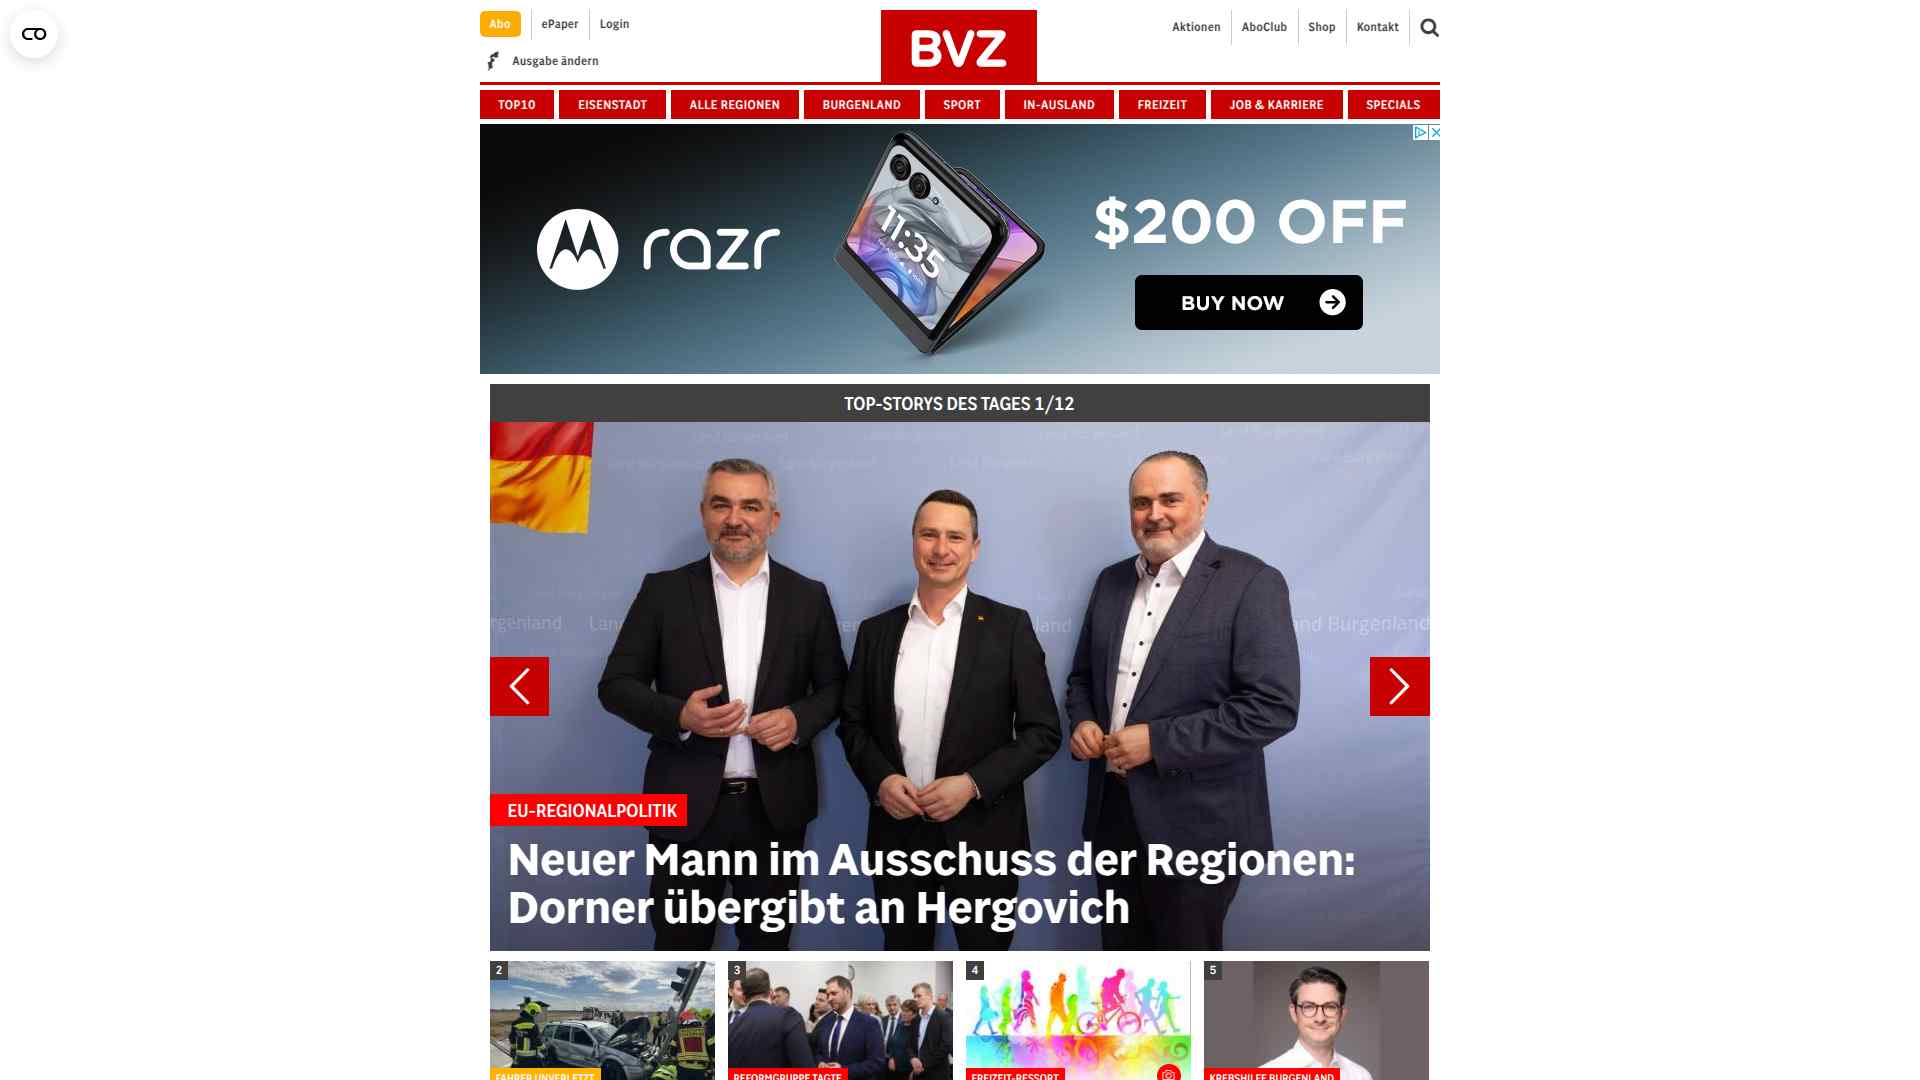 Abo
ePaper
Login
Ausgabe ändern
BVZ
Aktionen
AboClub
Shop
Kontakt
TOP10
EISENSTADT
ALLE REGIONEN
BURGENLAND
SPORT
IN-AUSLAND
FREIZEIT
JOB & KARRIERE
SPECIALS
razr
11:35
$200 OFF
BUY NOW
TOP-STORYS DES TAGES 1/12
Land Burgenland
EU-REGIONALPOLITIK
Neuer Mann im Ausschuss der Regionen:
Dorner übergibt an Hergovich
2
3
4
5
FAHRER UNVERLETZT
REFORMGRUPPE TAGTE
FREIZEIT-RESSORT
KREBSHILFE BURGENLAND